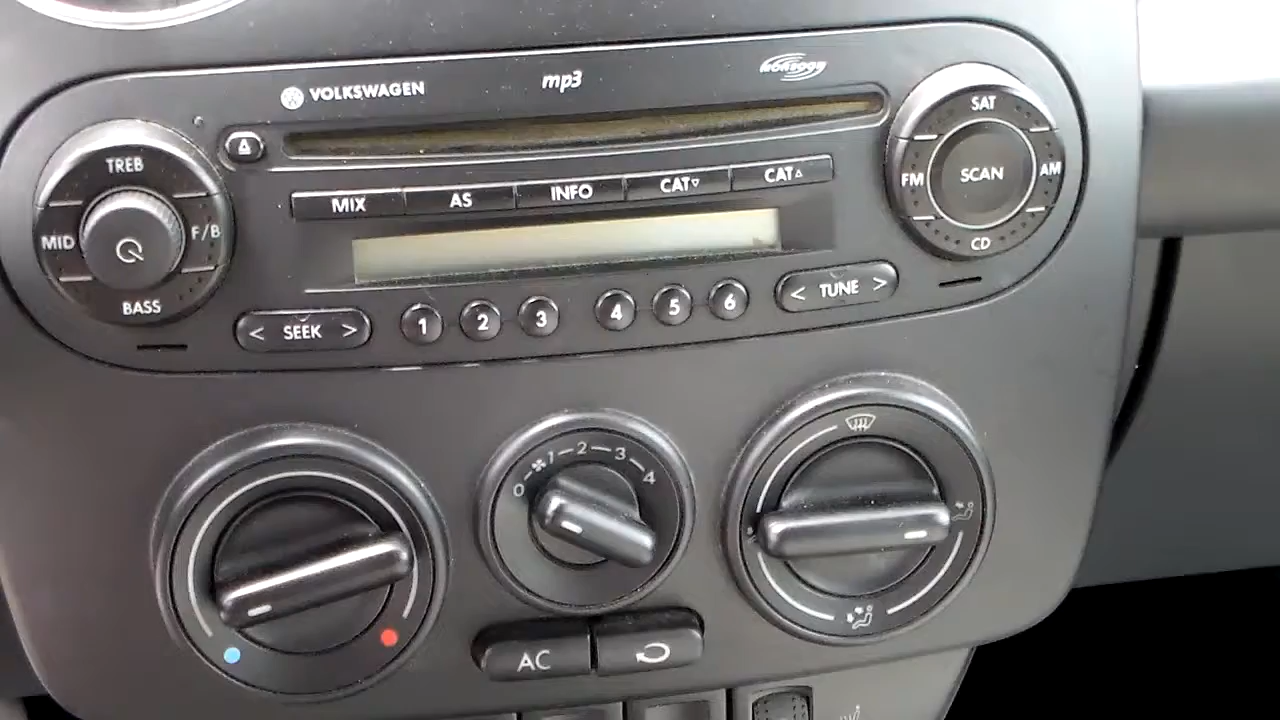 VOLKSWAGEN
mp3
MONSOON
TREB
MID
F/B
BASS
MIX
AS
INFO
CAT▿
CAT▵
SAT
FM
SCAN
AM
CD
< SEEK >
1
2
3
4
5
6
< TUNE >
0
1
2
3
4
AC